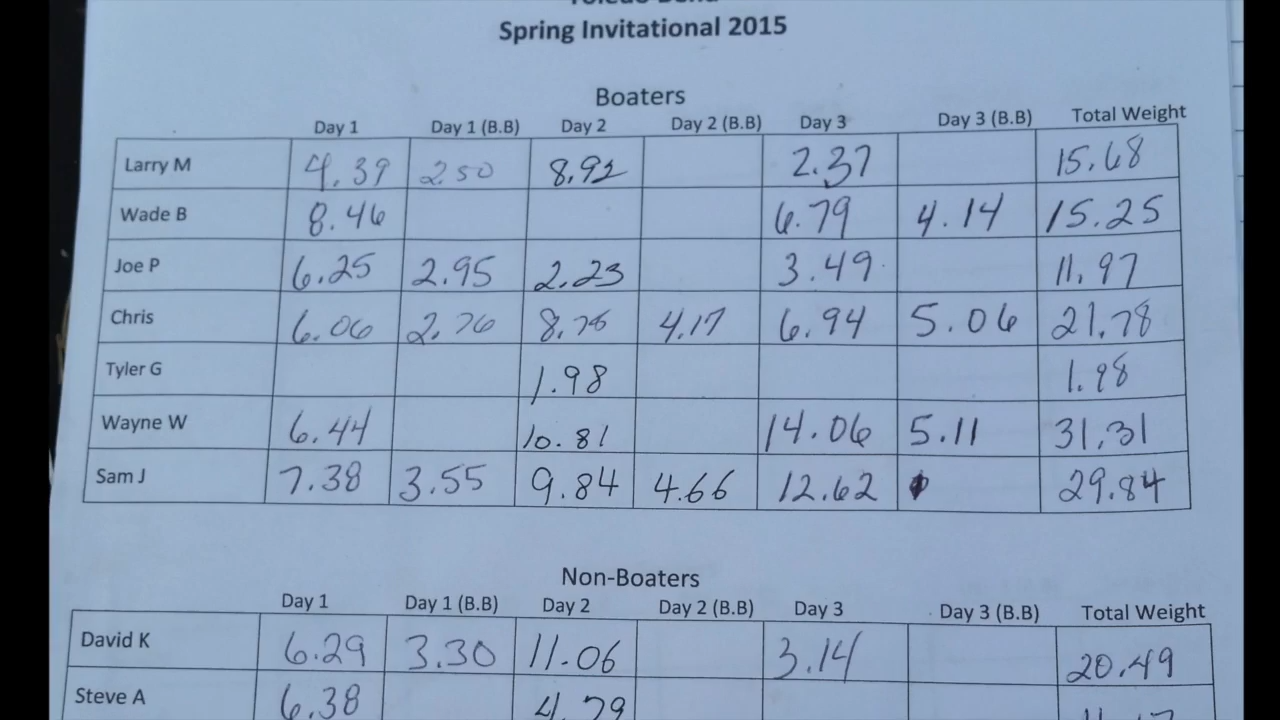 Spring Invitational 2015
Boaters
Day 1 Day 1 (B.B) Day 2 Day 2 (B.B) Day 3 Day 3 (B.B) Total Weight
Larry M 4.39 2.50 8.92 2.37 15.68
Wade B 8.46 6.79 4.14 15.25
Joe P 6.25 2.95 2.23 3.49 11.97
Chris 6.06 2.76 8.78 4.17 6.94 5.06 21.78
Tyler G 1.98 1.98
Wayne W 6.44 10.81 14.06 5.11 31.31
Sam J 7.38 3.55 9.84 4.66 12.62 29.84
Non-Boaters
Day 1 Day 1 (B.B) Day 2 Day 2 (B.B) Day 3 Day 3 (B.B) Total Weight
David K 6.29 3.30 11.06 3.14 20.49
Steve A 6.38 4.79